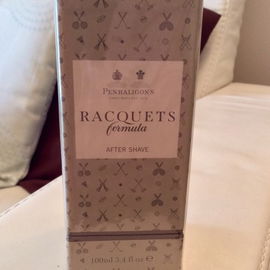 PENHALIGON'S
RACQUETS
formula
AFTER SHAVE
100ml 3.4 fl oz ℮